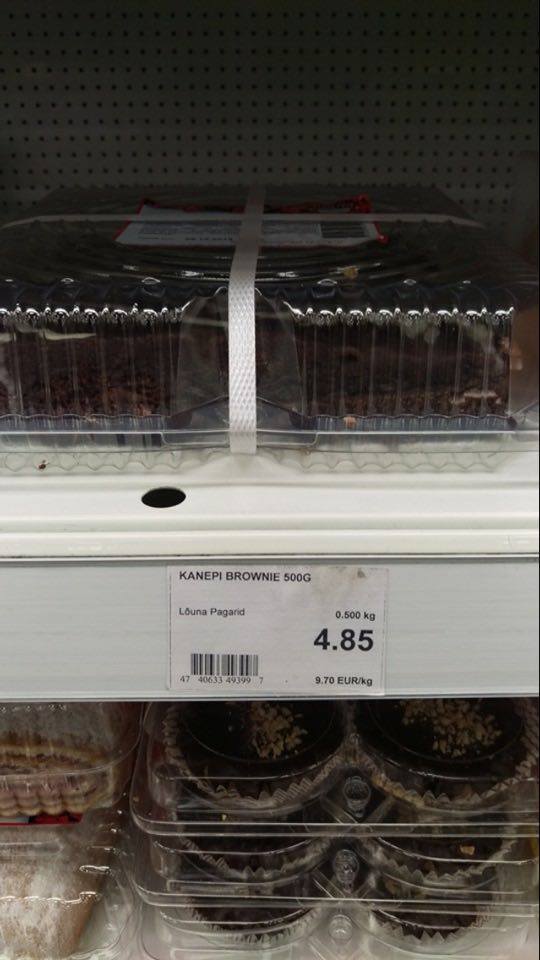 KANEPI BROWNIE 500G
Lõuna Pagarid
0.500 kg
4.85
47 40633 49399 7
9.70 EUR/kg